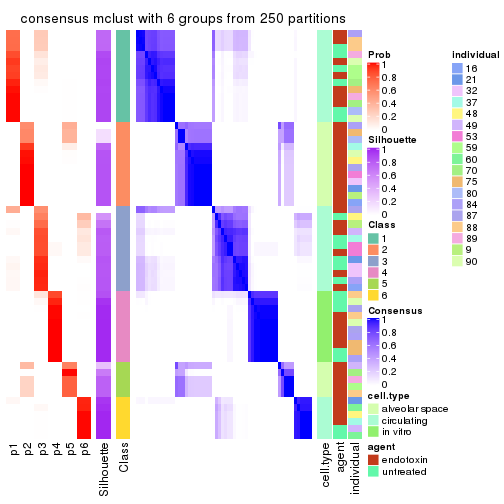 consensus mclust with 6 groups from 250 partitions
Prob
1
0.8
0.6
0.4
0.2
0
Silhouette
1
0.8
0.6
0.4
0.2
0
Class
1
2
3
4
5
6
Consensus
1
0.8
0.6
0.4
0.2
0
cell.type
alveolar space
circulating
in vitro
agent
endotoxin
untreated
individual
16
21
32
37
48
49
53
59
60
70
75
80
84
87
88
89
9
90
p1
p2
p3
p4
p5
p6
Silhouette
Class
cell.type
agent
individual